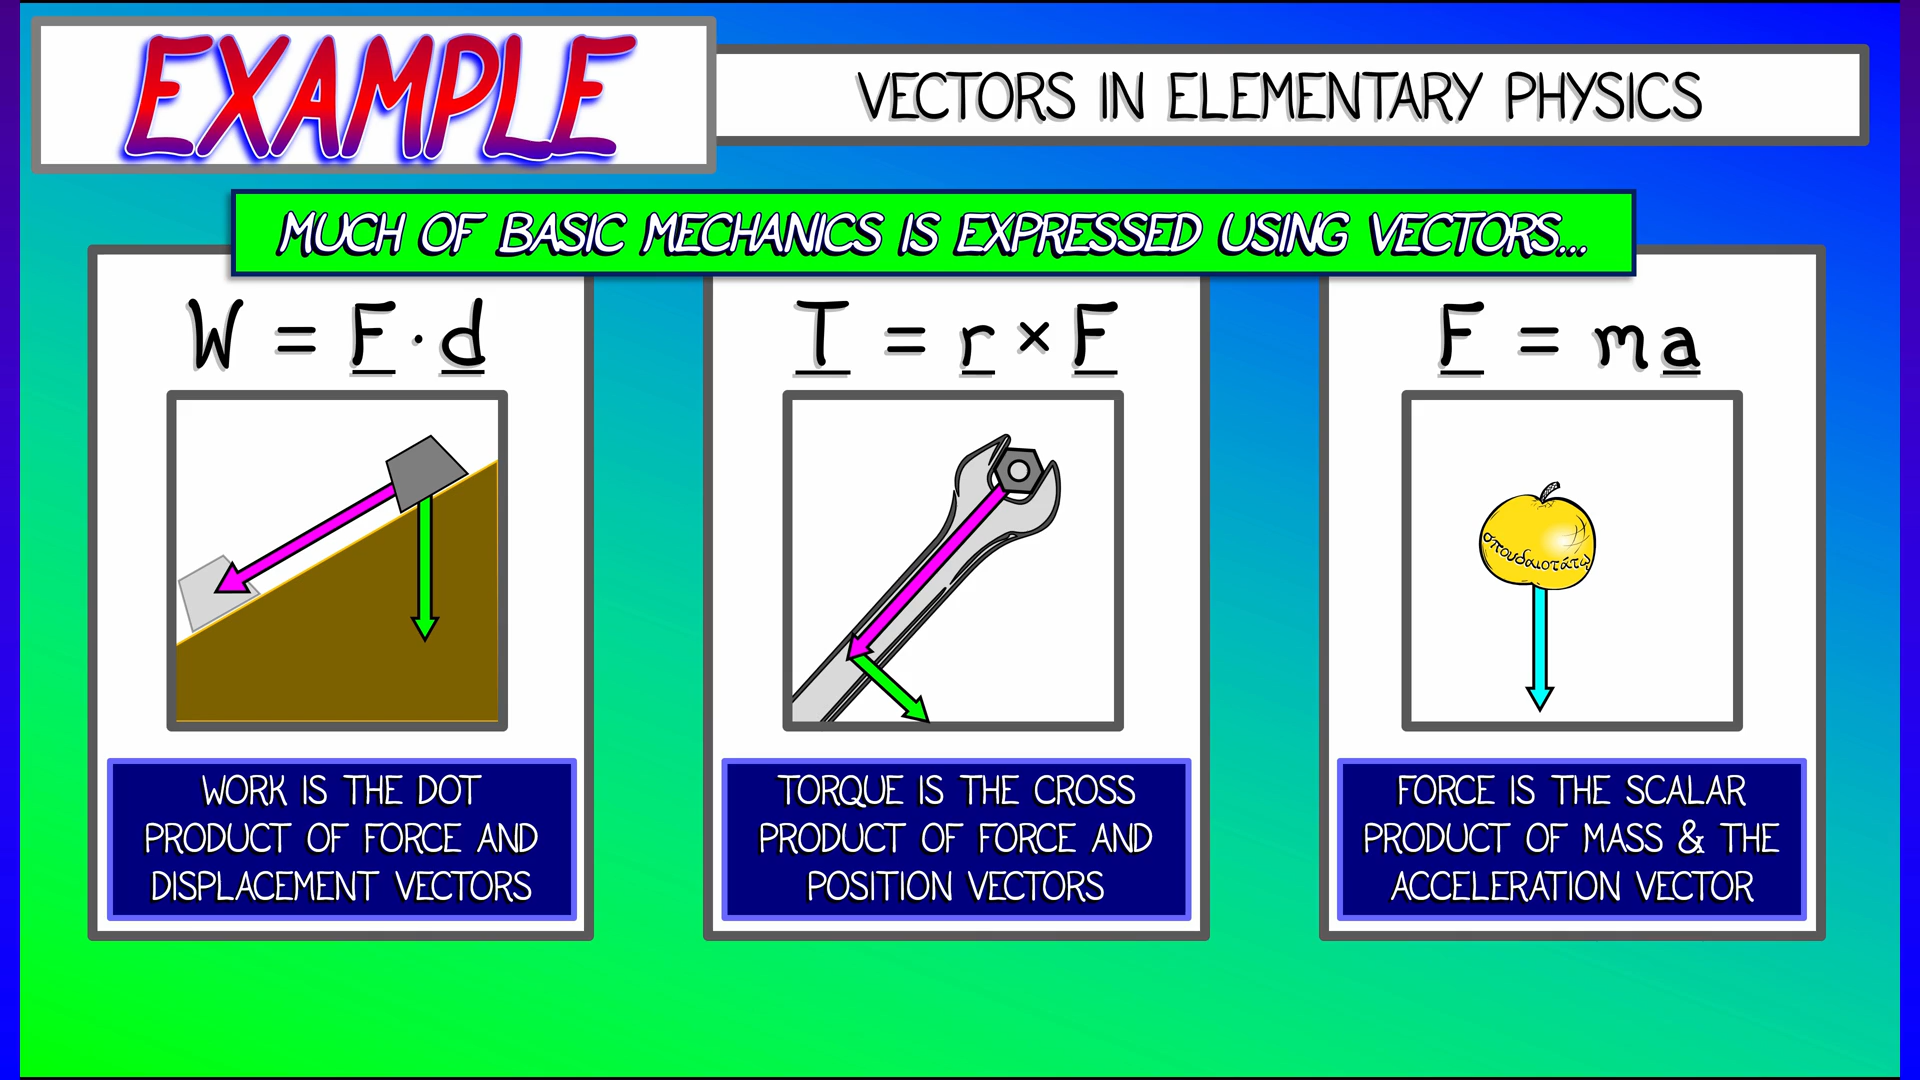 EXAMPLE
VECTORS IN ELEMENTARY PHYSICS
MUCH OF BASIC MECHANICS IS EXPRESSED USING VECTORS...
W = F · d
WORK IS THE DOT
PRODUCT OF FORCE AND
DISPLACEMENT VECTORS
T = r × F
TORQUE IS THE CROSS
PRODUCT OF FORCE AND
POSITION VECTORS
F = ma
σπουδαιοτάτῳ
FORCE IS THE SCALAR
PRODUCT OF MASS & THE
ACCELERATION VECTOR